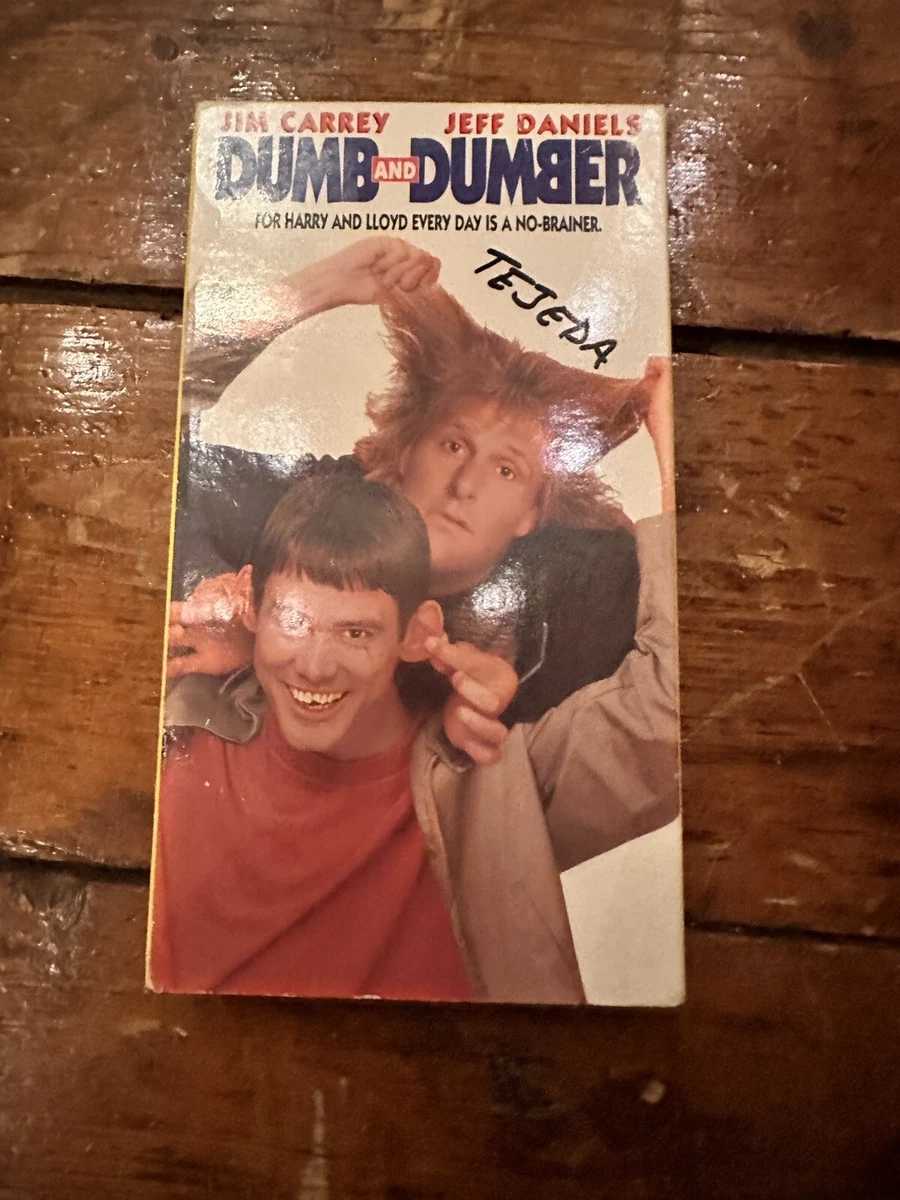 JIM CARREY JEFF DANIELS
DUMB AND DUMBER
FOR HARRY AND LLOYD EVERY DAY IS A NO-BRAINER.
TEJEDA